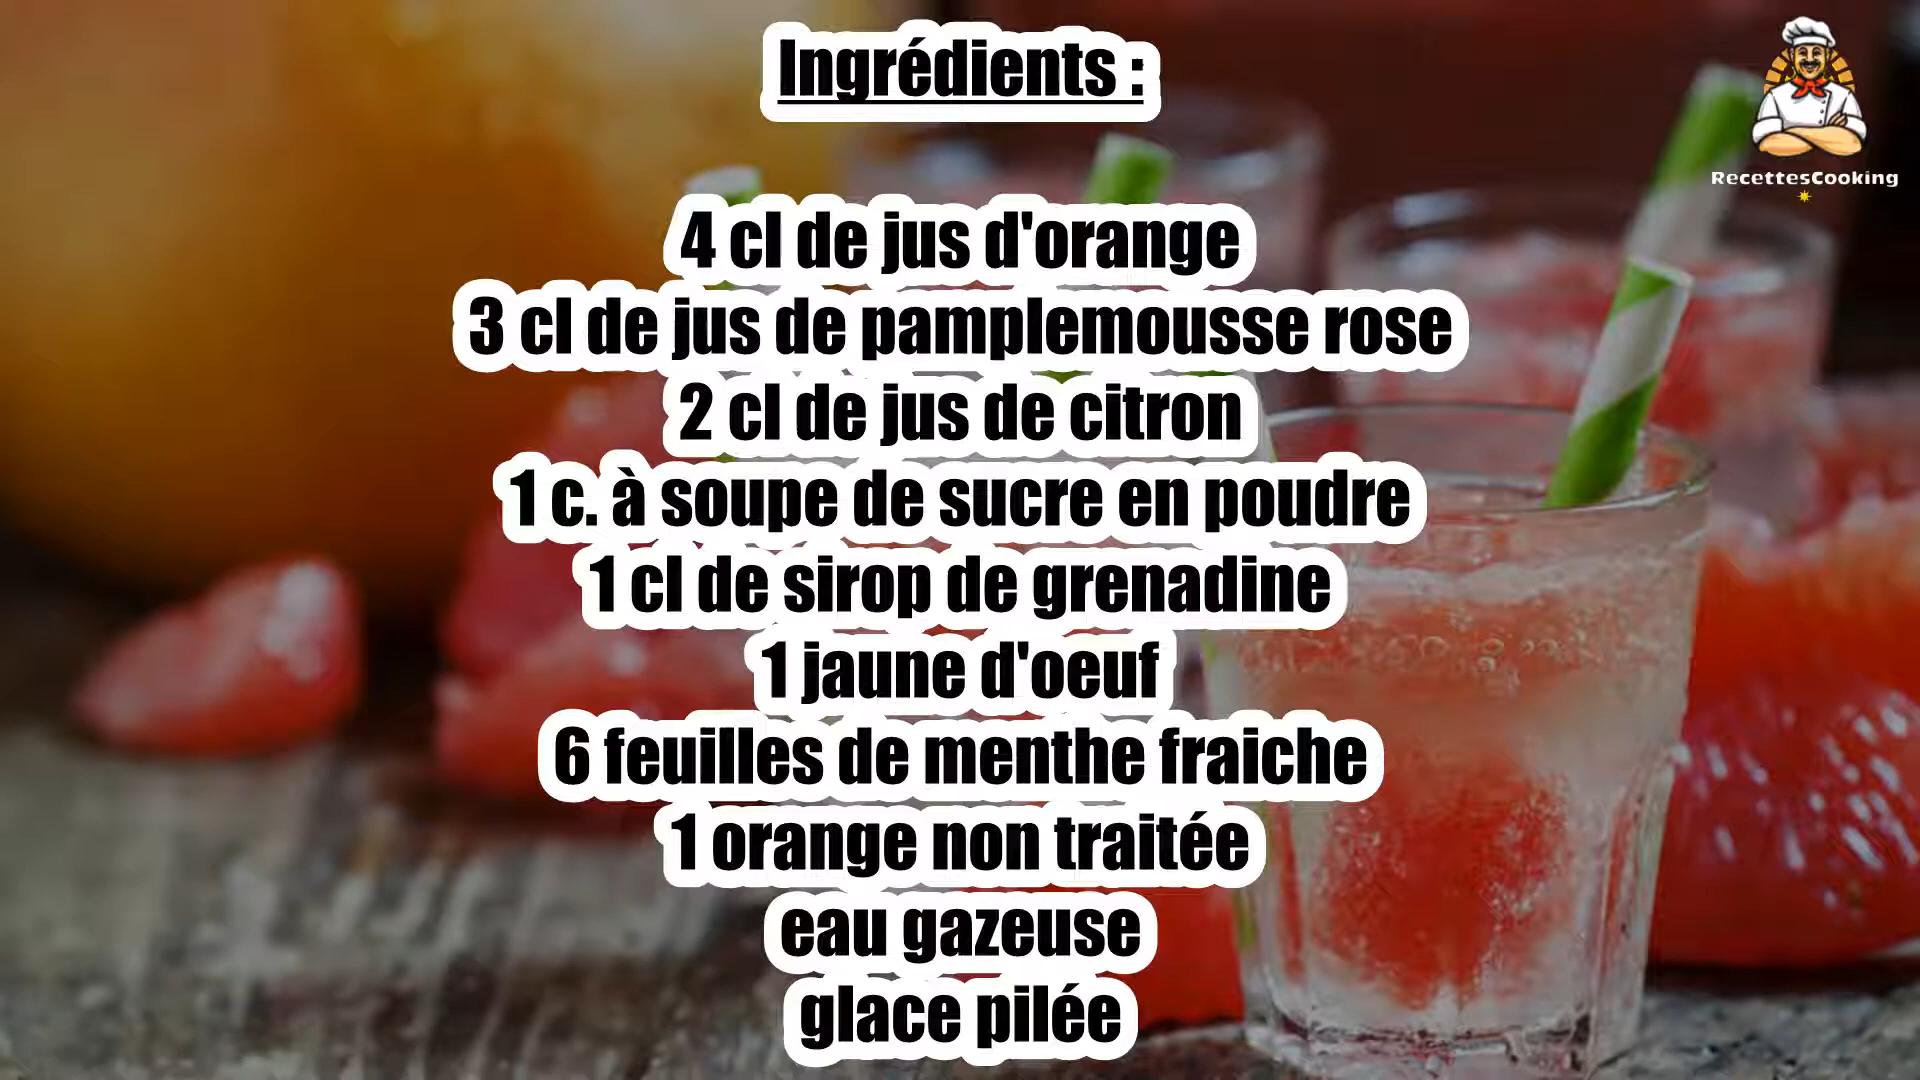 Ingrédients :
RecettesCooking
4 cl de jus d'orange
3 cl de jus de pamplemousse rose
2 cl de jus de citron
1 c. à soupe de sucre en poudre
1 cl de sirop de grenadine
1 jaune d'oeuf
6 feuilles de menthe fraiche
1 orange non traitée
eau gazeuse
glace pilée